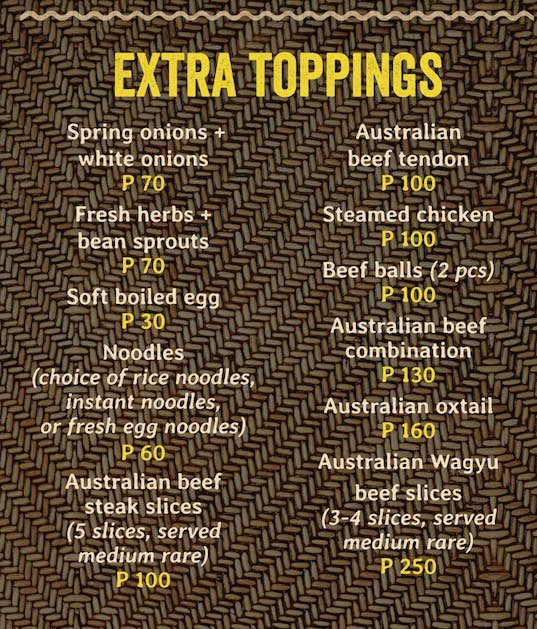 EXTRA TOPPINGS
Spring onions +
white onions
P 70
Fresh herbs +
bean sprouts
P 70
Soft boiled egg
P 30
Noodles
(choice of rice noodles,
instant noodles,
or fresh egg noodles)
P 60
Australian beef
steak slices
(5 slices, served
medium rare)
P 100
Australian
beef tendon
P 100
Steamed chicken
P 100
Beef balls (2 pcs)
P 100
Australian beef
combination
P 130
Australian oxtail
P 160
Australian Wagyu
beef slices
(3-4 slices, served
medium rare)
P 250